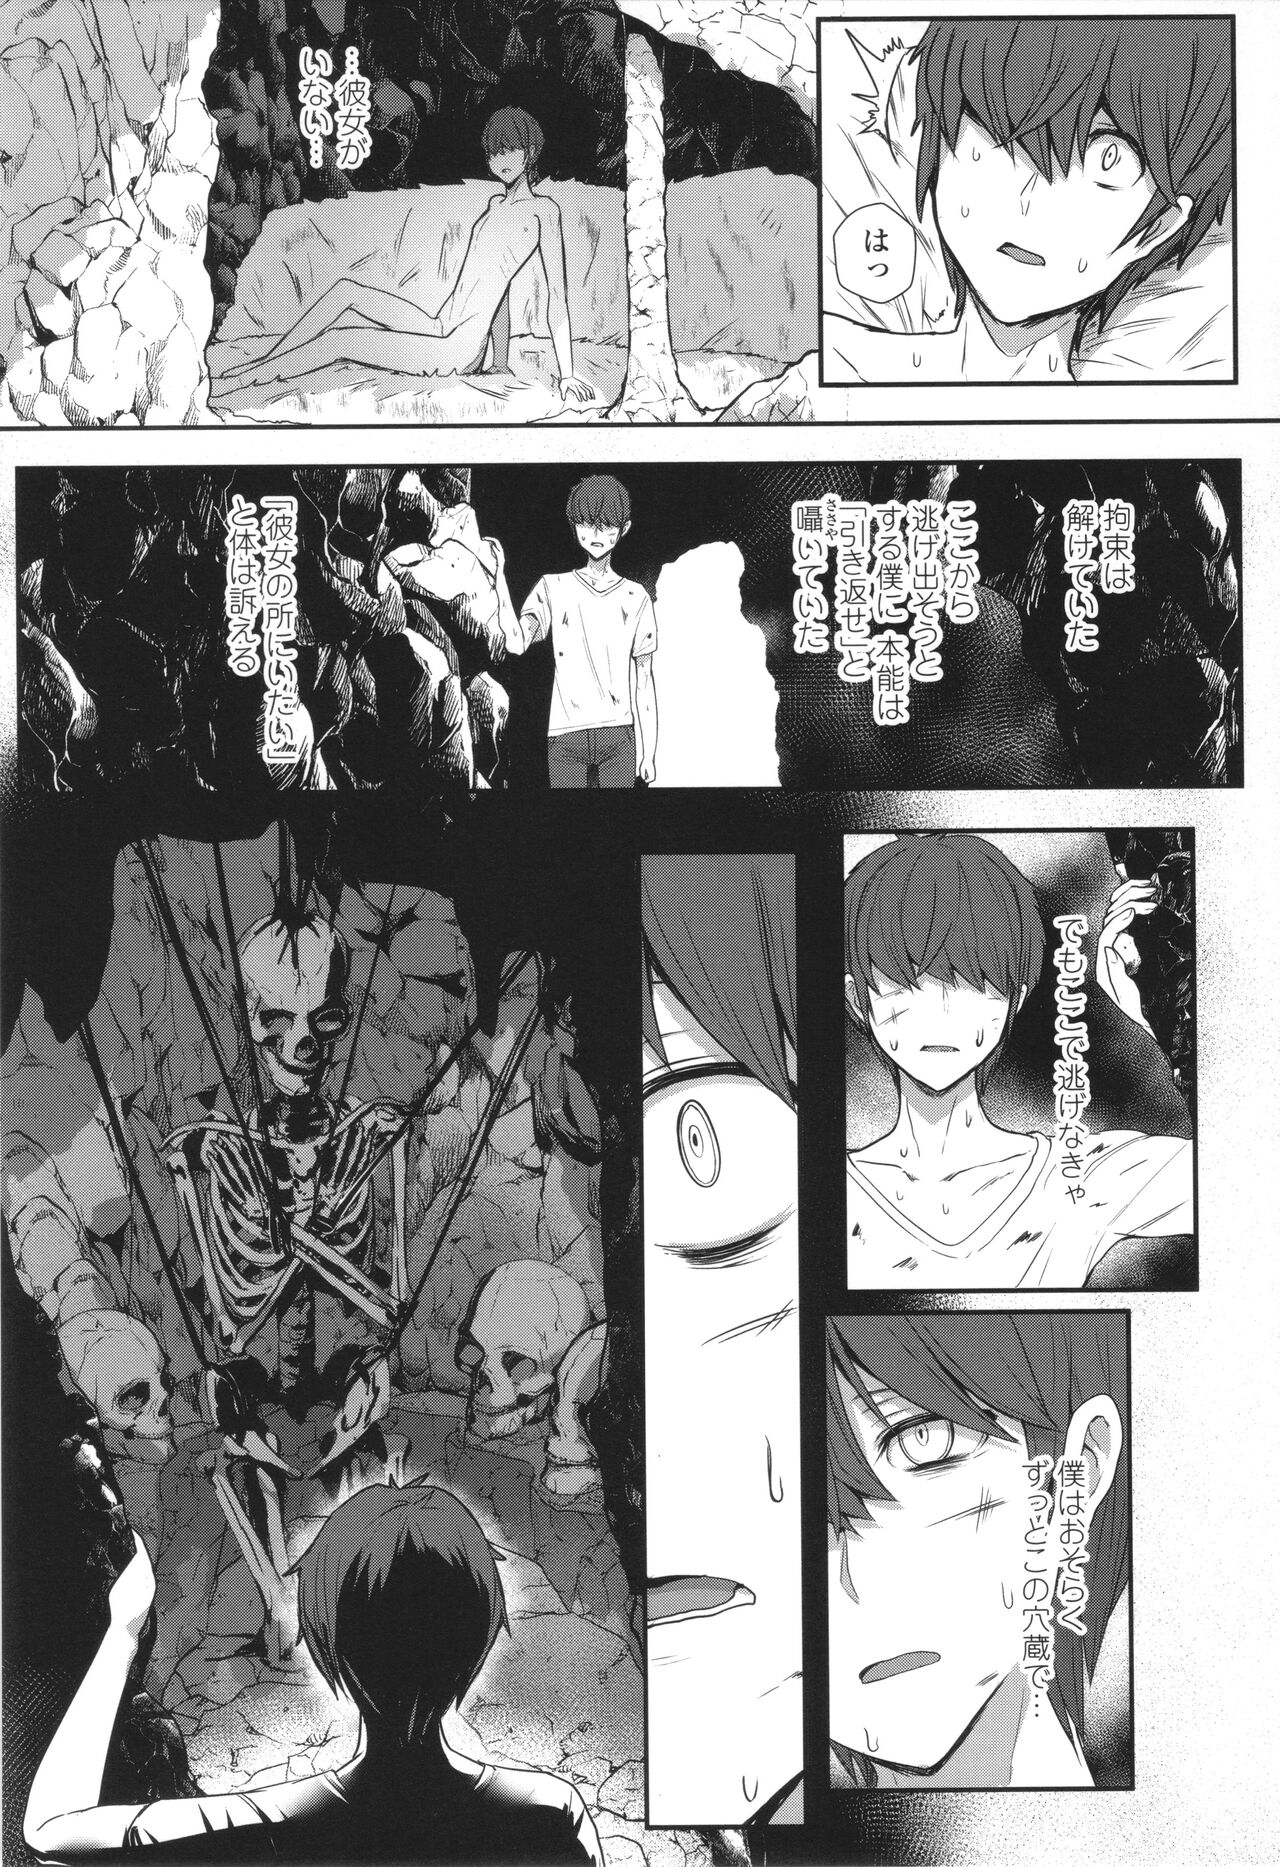 はっ
…彼女が
いない…
拘束は
解けていた
ここから
逃げ出そうと
する僕に 本能は
「引き返せ」と
囁いていた
ささや
「彼女の所にいたい」
と体は訴える
でもここで逃げなきゃ
僕はおそらく
ずっとこの穴蔵で…